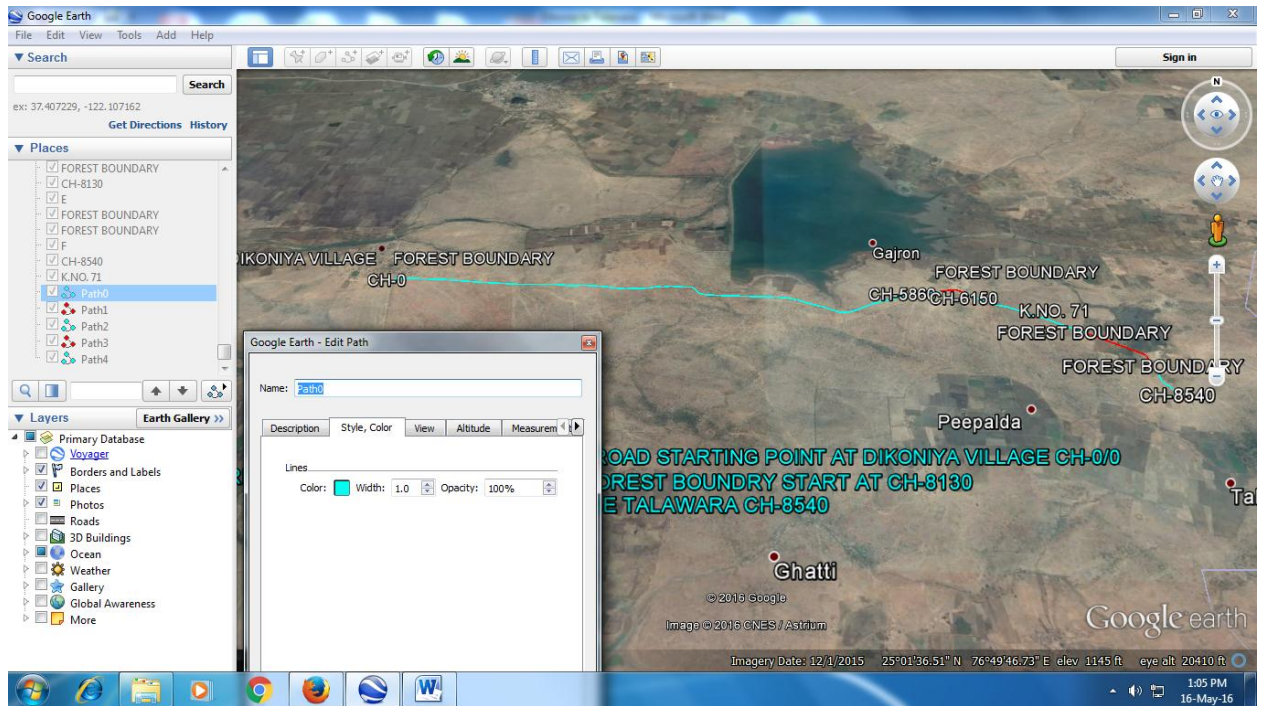 Google Earth
File Edit View Tools Add Help
▼ Search
Sign in
Search
ex: 37.407229, -122.107162
Get Directions History
▼ Places
FOREST BOUNDARY
CH-8130
E
FOREST BOUNDARY
FOREST BOUNDARY
F
CH-8540
K.NO. 71
Path0
Path1
Path2
Path3
Path4
▼ Layers
Earth Gallery >>
Primary Database
Voyager
Borders and Labels
Places
Photos
Roads
3D Buildings
Ocean
Weather
Gallery
Global Awareness
More
N
IKONIYA VILLAGE FOREST BOUNDARY
CH-0
Gajron
FOREST BOUNDARY
CH-5860 CH-6150
K.NO. 71
FOREST BOUNDARY
FOREST BOUNDARY
CH-8540
Peepalda
OAD STARTING POINT AT DIKONIYA VILLAGE CH-0/0
OREST BOUNDRY START AT CH-8130
E TALAWARA CH-8540
Ta
Ghatti
Google Earth - Edit Path
Name: Path0
Description Style, Color View Altitude Measurem
Lines
Color: Width: 1.0 Opacity: 100%
© 2016 Google
Image © 2016 CNES / Astrium
Google earth
Imagery Date: 12/1/2015 25°01'36.51" N 76°49'46.73" E elev 1145 ft eye alt 20410 ft
1:05 PM
16-May-16